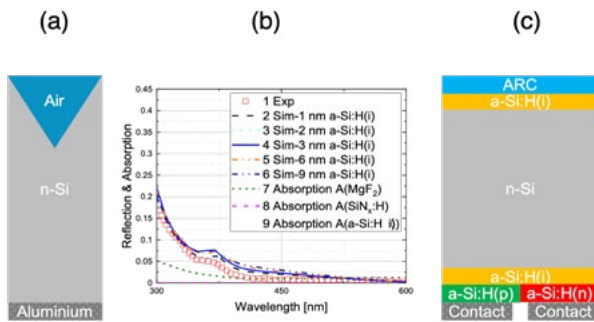 (a)
(b)
(c)
Air
n-Si
Aluminium
Reflection & Absorption
0.45
0.4
0.35
0.3
0.25
0.2
0.15
0.1
0.05
0
300
400
500
600
Wavelength [nm]
1 Exp
2 Sim-1 nm a-Si:H(i)
3 Sim-2 nm a-Si:H(i)
4 Sim-3 nm a-Si:H(i)
5 Sim-6 nm a-Si:H(i)
6 Sim-9 nm a-Si:H(i)
7 Absorption A(MgF₂)
8 Absorption A(SiNₓ:H)
9 Absorption A(a-Si:H i))
ARC
a-Si:H(i)
n-Si
a-Si:H(i)
a-Si:H(p) a-Si:H(n)
Contact Contact